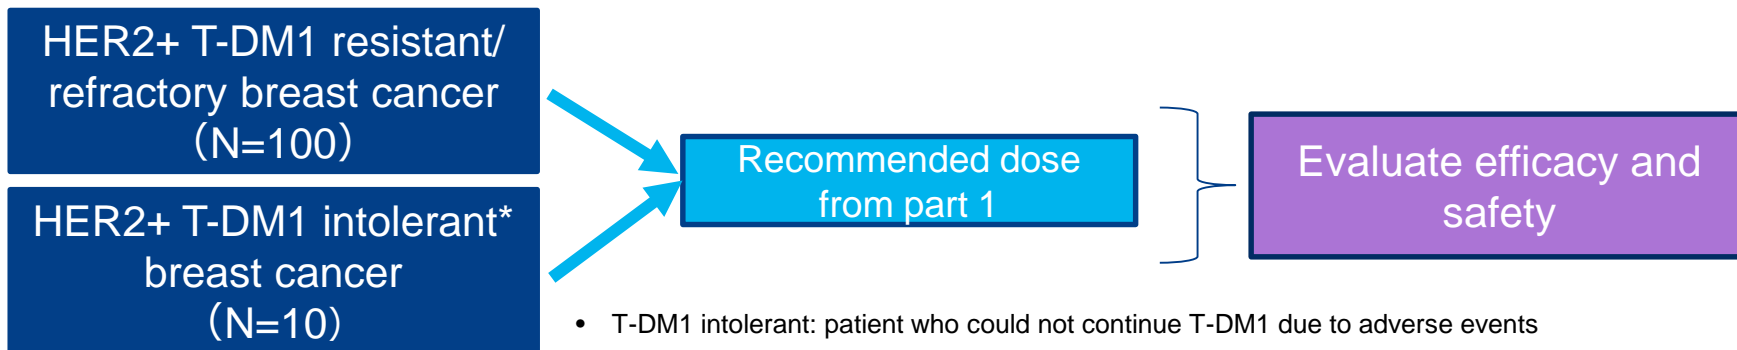 HER2+ T-DM1 resistant/
refractory breast cancer
（N=100)
HER2+ T-DM1 intolerant*
breast cancer
（N=10)
Recommended dose
from part 1
Evaluate efficacy and
safety
• T-DM1 intolerant: patient who could not continue T-DM1 due to adverse events